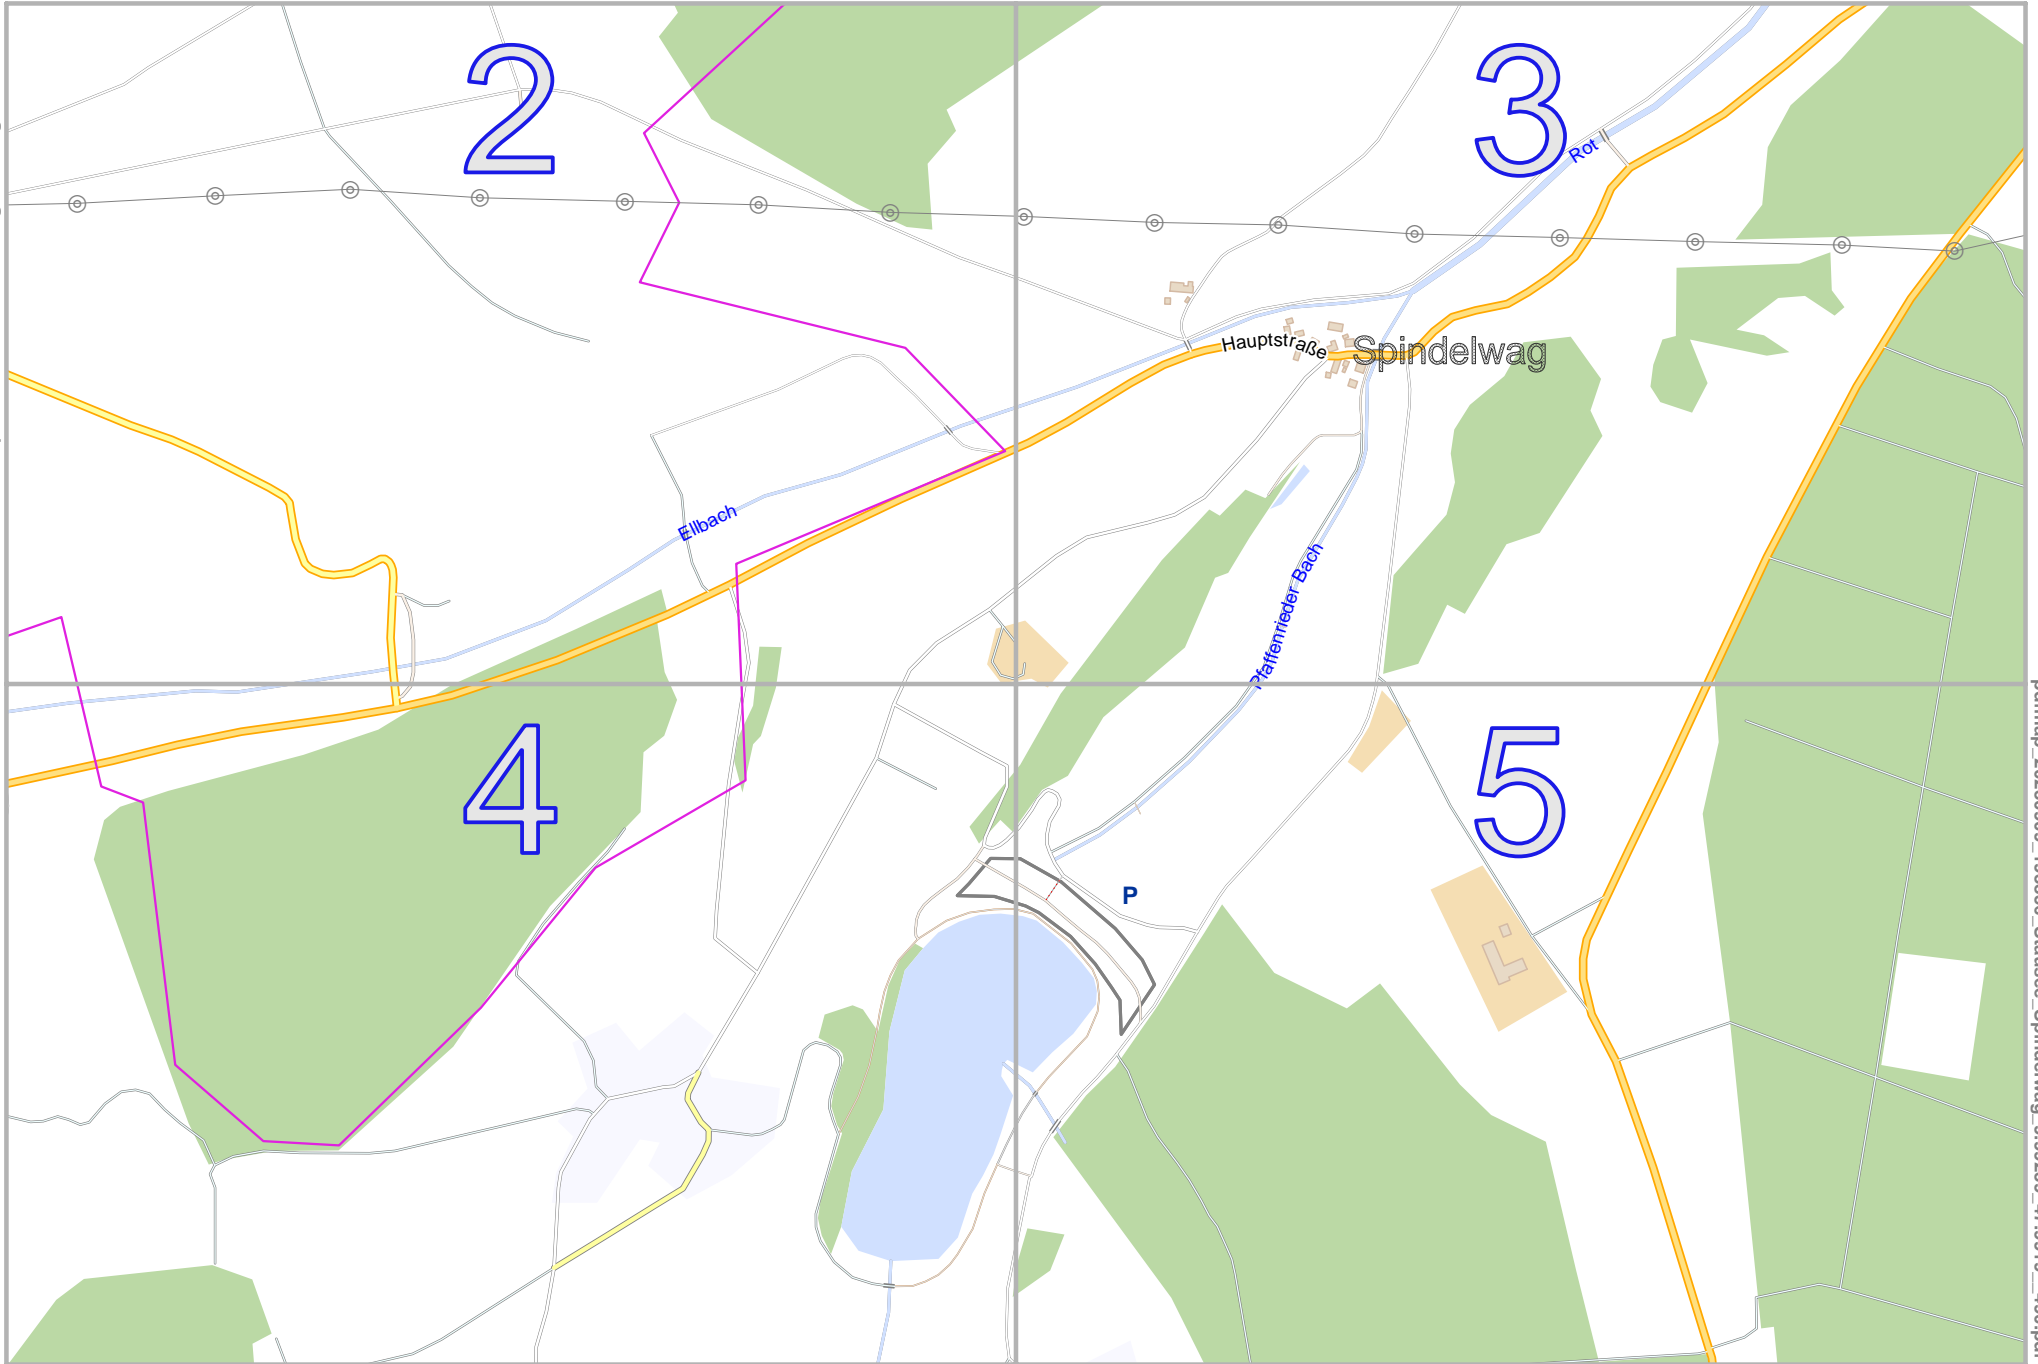 2
3
Rot
Hauptstraße
Spindelwag
Ellbach
Pfaffenrieder Bach
4
5
P